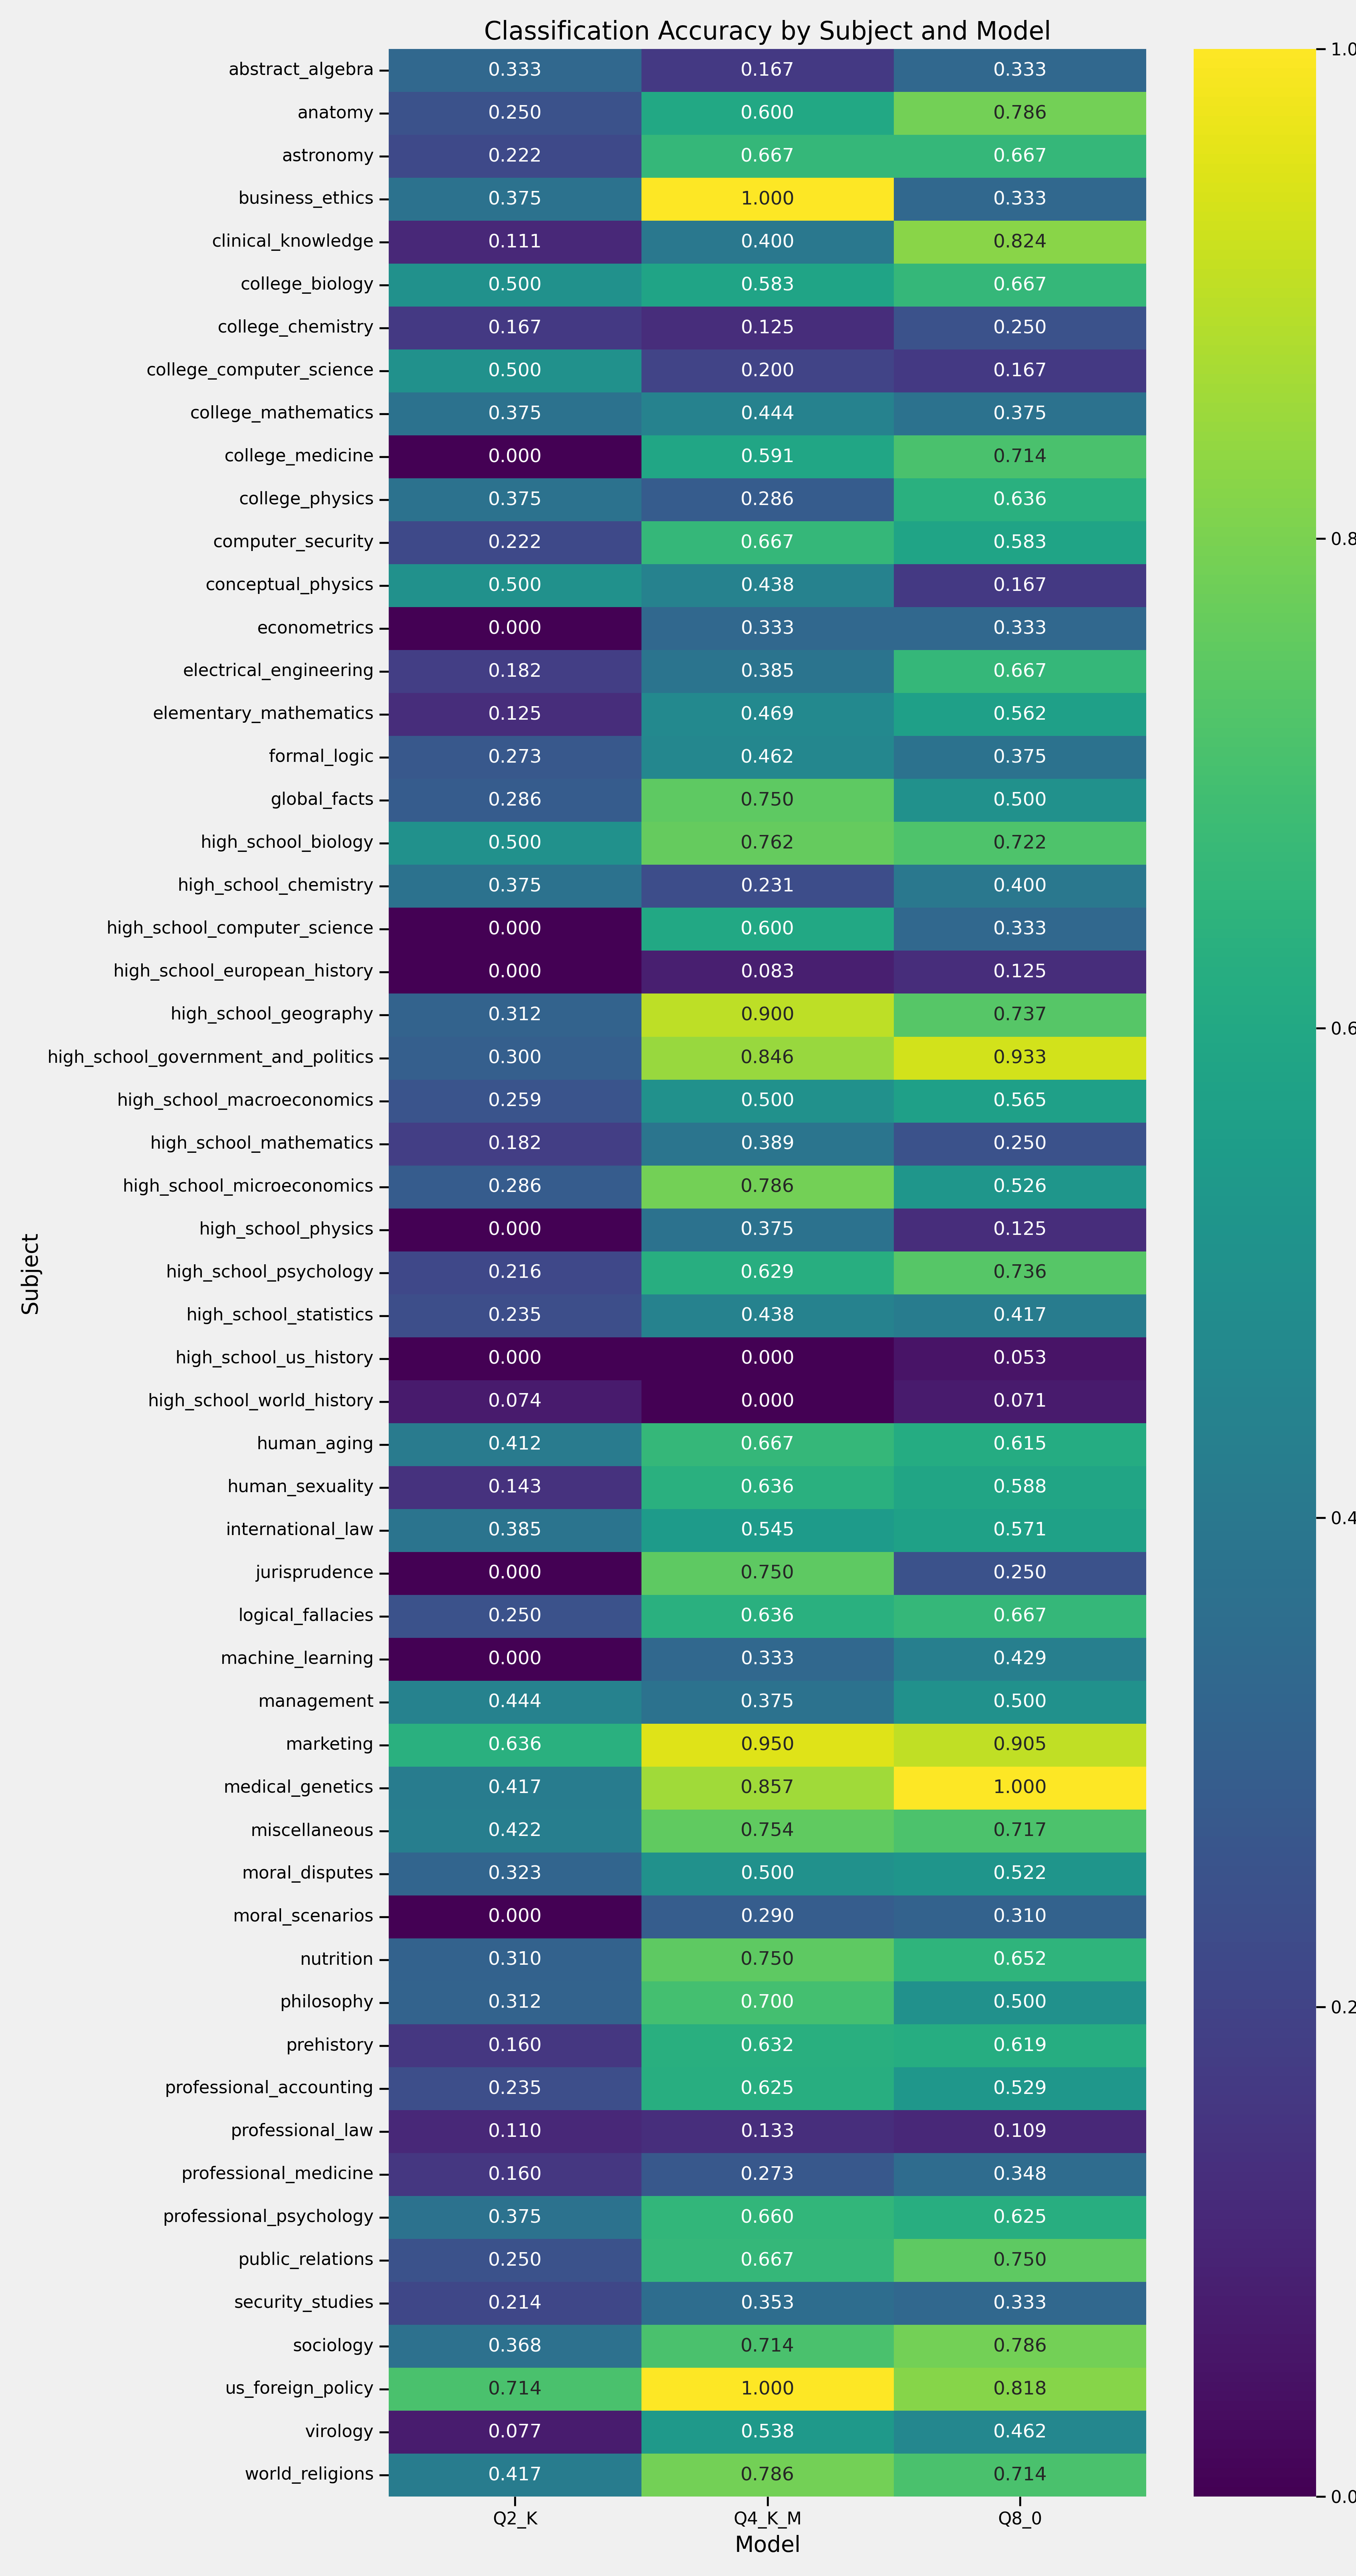 Classification Accuracy by Subject and Model
abstract_algebra 0.333 0.167 0.333
anatomy 0.250 0.600 0.786
astronomy 0.222 0.667 0.667
business_ethics 0.375 1.000 0.333
clinical_knowledge 0.111 0.400 0.824
college_biology 0.500 0.583 0.667
college_chemistry 0.167 0.125 0.250
college_computer_science 0.500 0.200 0.167
college_mathematics 0.375 0.444 0.375
college_medicine 0.000 0.591 0.714
college_physics 0.375 0.286 0.636
computer_security 0.222 0.667 0.583
conceptual_physics 0.500 0.438 0.167
econometrics 0.000 0.333 0.333
electrical_engineering 0.182 0.385 0.667
elementary_mathematics 0.125 0.469 0.562
formal_logic 0.273 0.462 0.375
global_facts 0.286 0.750 0.500
high_school_biology 0.500 0.762 0.722
high_school_chemistry 0.375 0.231 0.400
high_school_computer_science 0.000 0.600 0.333
high_school_european_history 0.000 0.083 0.125
high_school_geography 0.312 0.900 0.737
high_school_government_and_politics 0.300 0.846 0.933
high_school_macroeconomics 0.259 0.500 0.565
high_school_mathematics 0.182 0.389 0.250
high_school_microeconomics 0.286 0.786 0.526
high_school_physics 0.000 0.375 0.125
high_school_psychology 0.216 0.629 0.736
high_school_statistics 0.235 0.438 0.417
high_school_us_history 0.000 0.000 0.053
high_school_world_history 0.074 0.000 0.071
human_aging 0.412 0.667 0.615
human_sexuality 0.143 0.636 0.588
international_law 0.385 0.545 0.571
jurisprudence 0.000 0.750 0.250
logical_fallacies 0.250 0.636 0.667
machine_learning 0.000 0.333 0.429
management 0.444 0.375 0.500
marketing 0.636 0.950 0.905
medical_genetics 0.417 0.857 1.000
miscellaneous 0.422 0.754 0.717
moral_disputes 0.323 0.500 0.522
moral_scenarios 0.000 0.290 0.310
nutrition 0.310 0.750 0.652
philosophy 0.312 0.700 0.500
prehistory 0.160 0.632 0.619
professional_accounting 0.235 0.625 0.529
professional_law 0.110 0.133 0.109
professional_medicine 0.160 0.273 0.348
professional_psychology 0.375 0.660 0.625
public_relations 0.250 0.667 0.750
security_studies 0.214 0.353 0.333
sociology 0.368 0.714 0.786
us_foreign_policy 0.714 1.000 0.818
virology 0.077 0.538 0.462
world_religions 0.417 0.786 0.714
Q2_K Q4_K_M Q8_0
Model
Subject
1.0
0.8
0.6
0.4
0.2
0.0